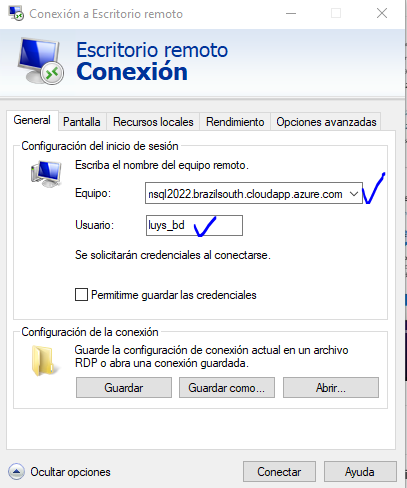 Conexión a Escritorio remoto
Escritorio remoto
Conexión
General Pantalla Recursos locales Rendimiento Opciones avanzadas
Configuración del inicio de sesión
Escriba el nombre del equipo remoto.
Equipo: nsql2022.brazilsouth.cloudapp.azure.com
Usuario: luys_bd
Se solicitarán credenciales al conectarse.
Permitirme guardar las credenciales
Configuración de la conexión
Guarde la configuración de conexión actual en un archivo
RDP o abra una conexión guardada.
Guardar Guardar como... Abrir...
Ocultar opciones Conectar Ayuda